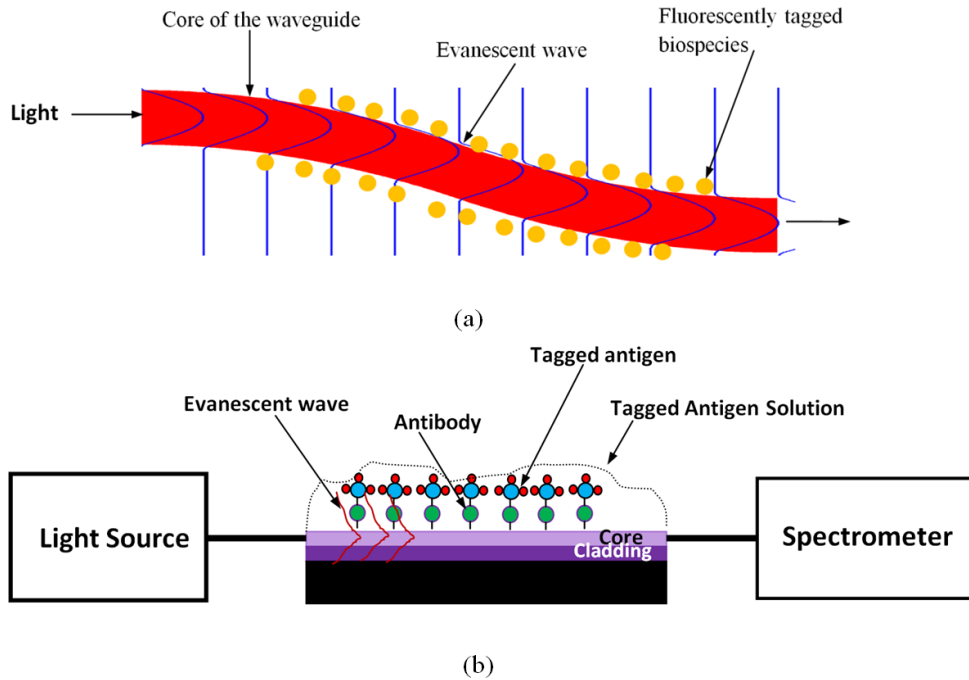 Core of the waveguide
Fluorescently tagged
biospecies
Evanescent wave
Light
(a)
Tagged antigen
Evanescent wave
Antibody
Tagged Antigen Solution
Light Source
Core
Cladding
Spectrometer
(b)